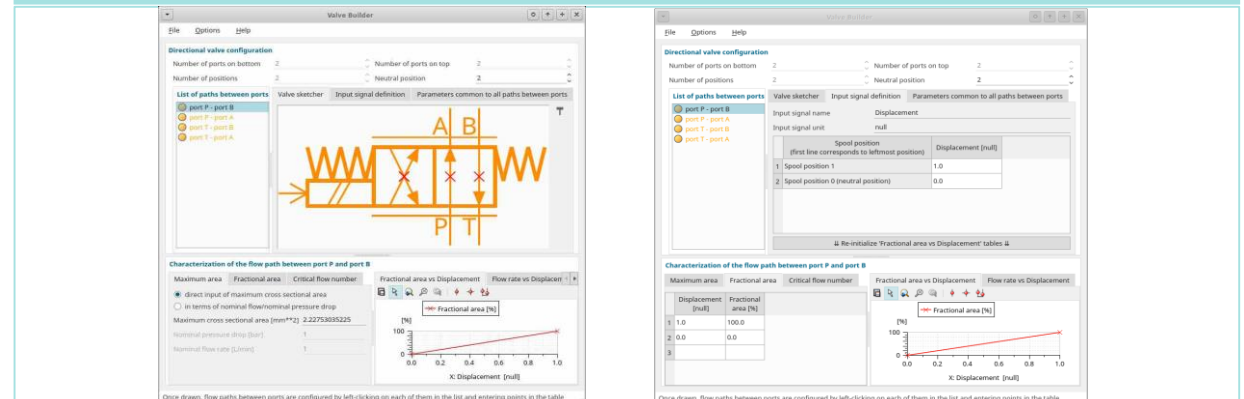 Valve Builder
File Options Help
Directional valve configuration
Number of ports on bottom 2 Number of ports on top 2
Number of positions 2 Neutral position 2
List of paths between ports Valve sketcher Input signal definition Parameters common to all paths between ports
port P - port B
port P - port A
port T - port B
port T - port A
A B
P T
Characterization of the flow path between port P and port B
Maximum area Fractional area Critical flow number
direct input of maximum cross sectional area
in terms of nominal flow/nominal pressure drop
Maximum cross sectional area [mm**2] 2.22753035225
Nominal pressure drop [bar] 1
Nominal flow rate [L/min] 1
Fractional area vs Displacement Flow rate vs Displacer
Fractional area [%]
[%]
100
0
0.0 0.2 0.4 0.6 0.8 1.0
X: Displacement [null]
Once drawn, flow paths between ports are configured by left-clicking on each of them in the list and entering points in the table
Valve Builder
File Options Help
Directional valve configuration
Number of ports on bottom 2 Number of ports on top 2
Number of positions 2 Neutral position 2
List of paths between ports Valve sketcher Input signal definition Parameters common to all paths between ports
port P - port B
port P - port A
port T - port B
port T - port A
Input signal name Displacement
Input signal unit null
Spool position
(first line corresponds to leftmost position) Displacement [null]
1 Spool position 1 1.0
2 Spool position 0 (neutral position) 0.0
⇊ Re-initialize 'Fractional area vs Displacement' tables ⇊
Characterization of the flow path between port P and port B
Maximum area Fractional area Critical flow number
Displacement [null] Fractional area [%]
1 1.0 100.0
2 0.0 0.0
3
Fractional area vs Displacement Flow rate vs Displacement
Fractional area [%]
[%]
100
0
0.0 0.2 0.4 0.6 0.8 1.0
X: Displacement [null]
Once drawn, flow paths between ports are configured by left-clicking on each of them in the list and entering points in the table